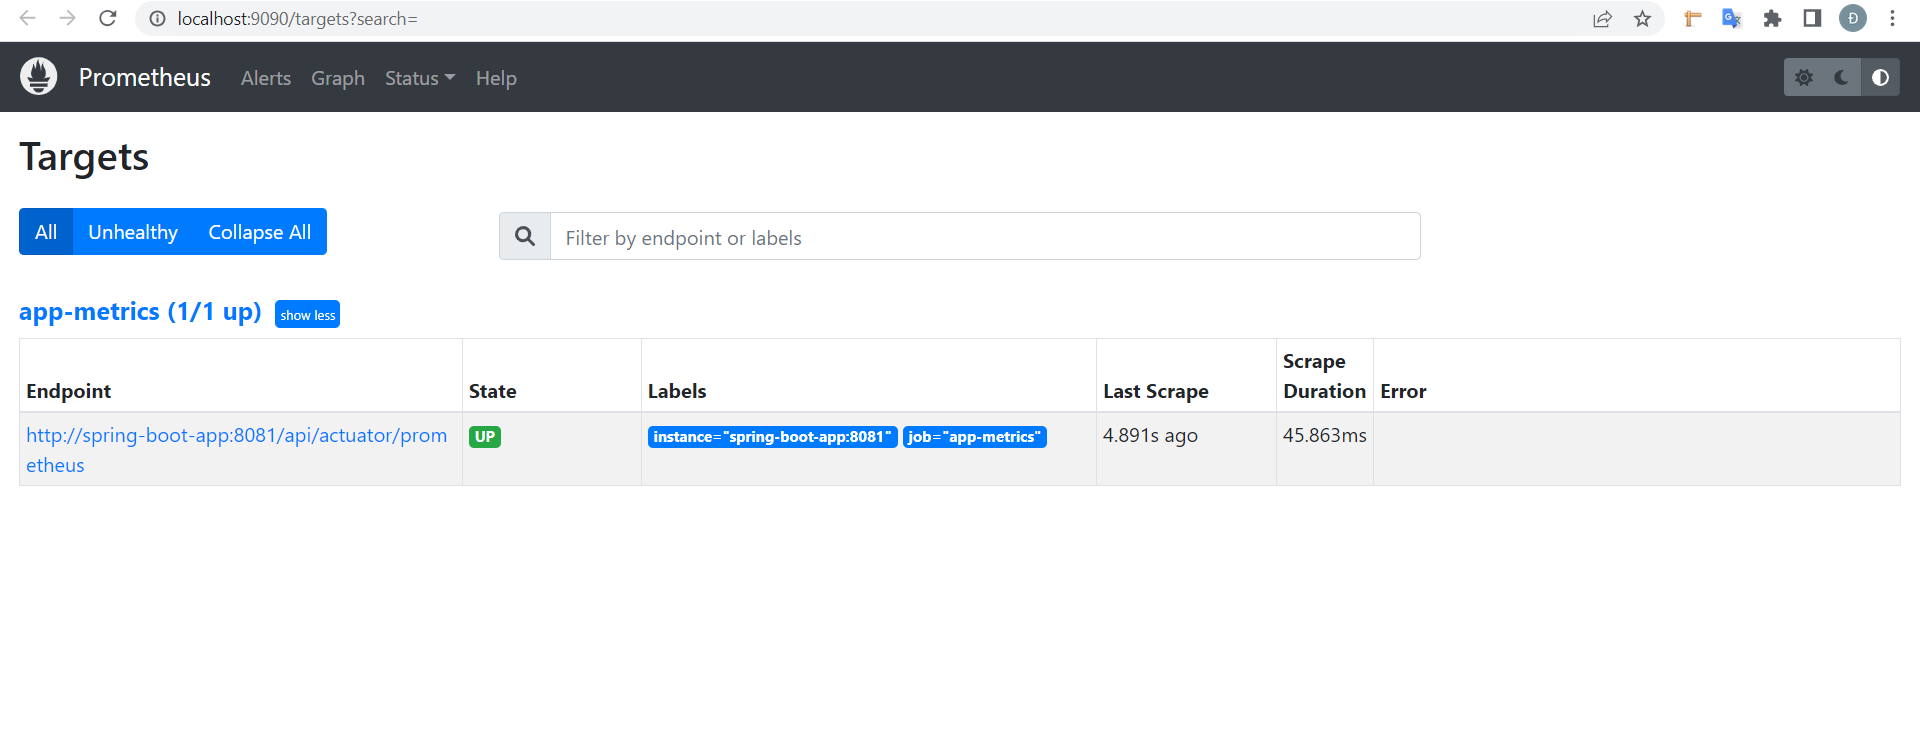 localhost:9090/targets?search=
Đ
Prometheus Alerts Graph Status Help
Targets
All Unhealthy Collapse All
Filter by endpoint or labels
app-metrics (1/1 up) show less
Endpoint State Labels Last Scrape Scrape Duration Error
http://spring-boot-app:8081/api/actuator/prom
etheus
UP
instance="spring-boot-app:8081" job="app-metrics"
4.891s ago
45.863ms